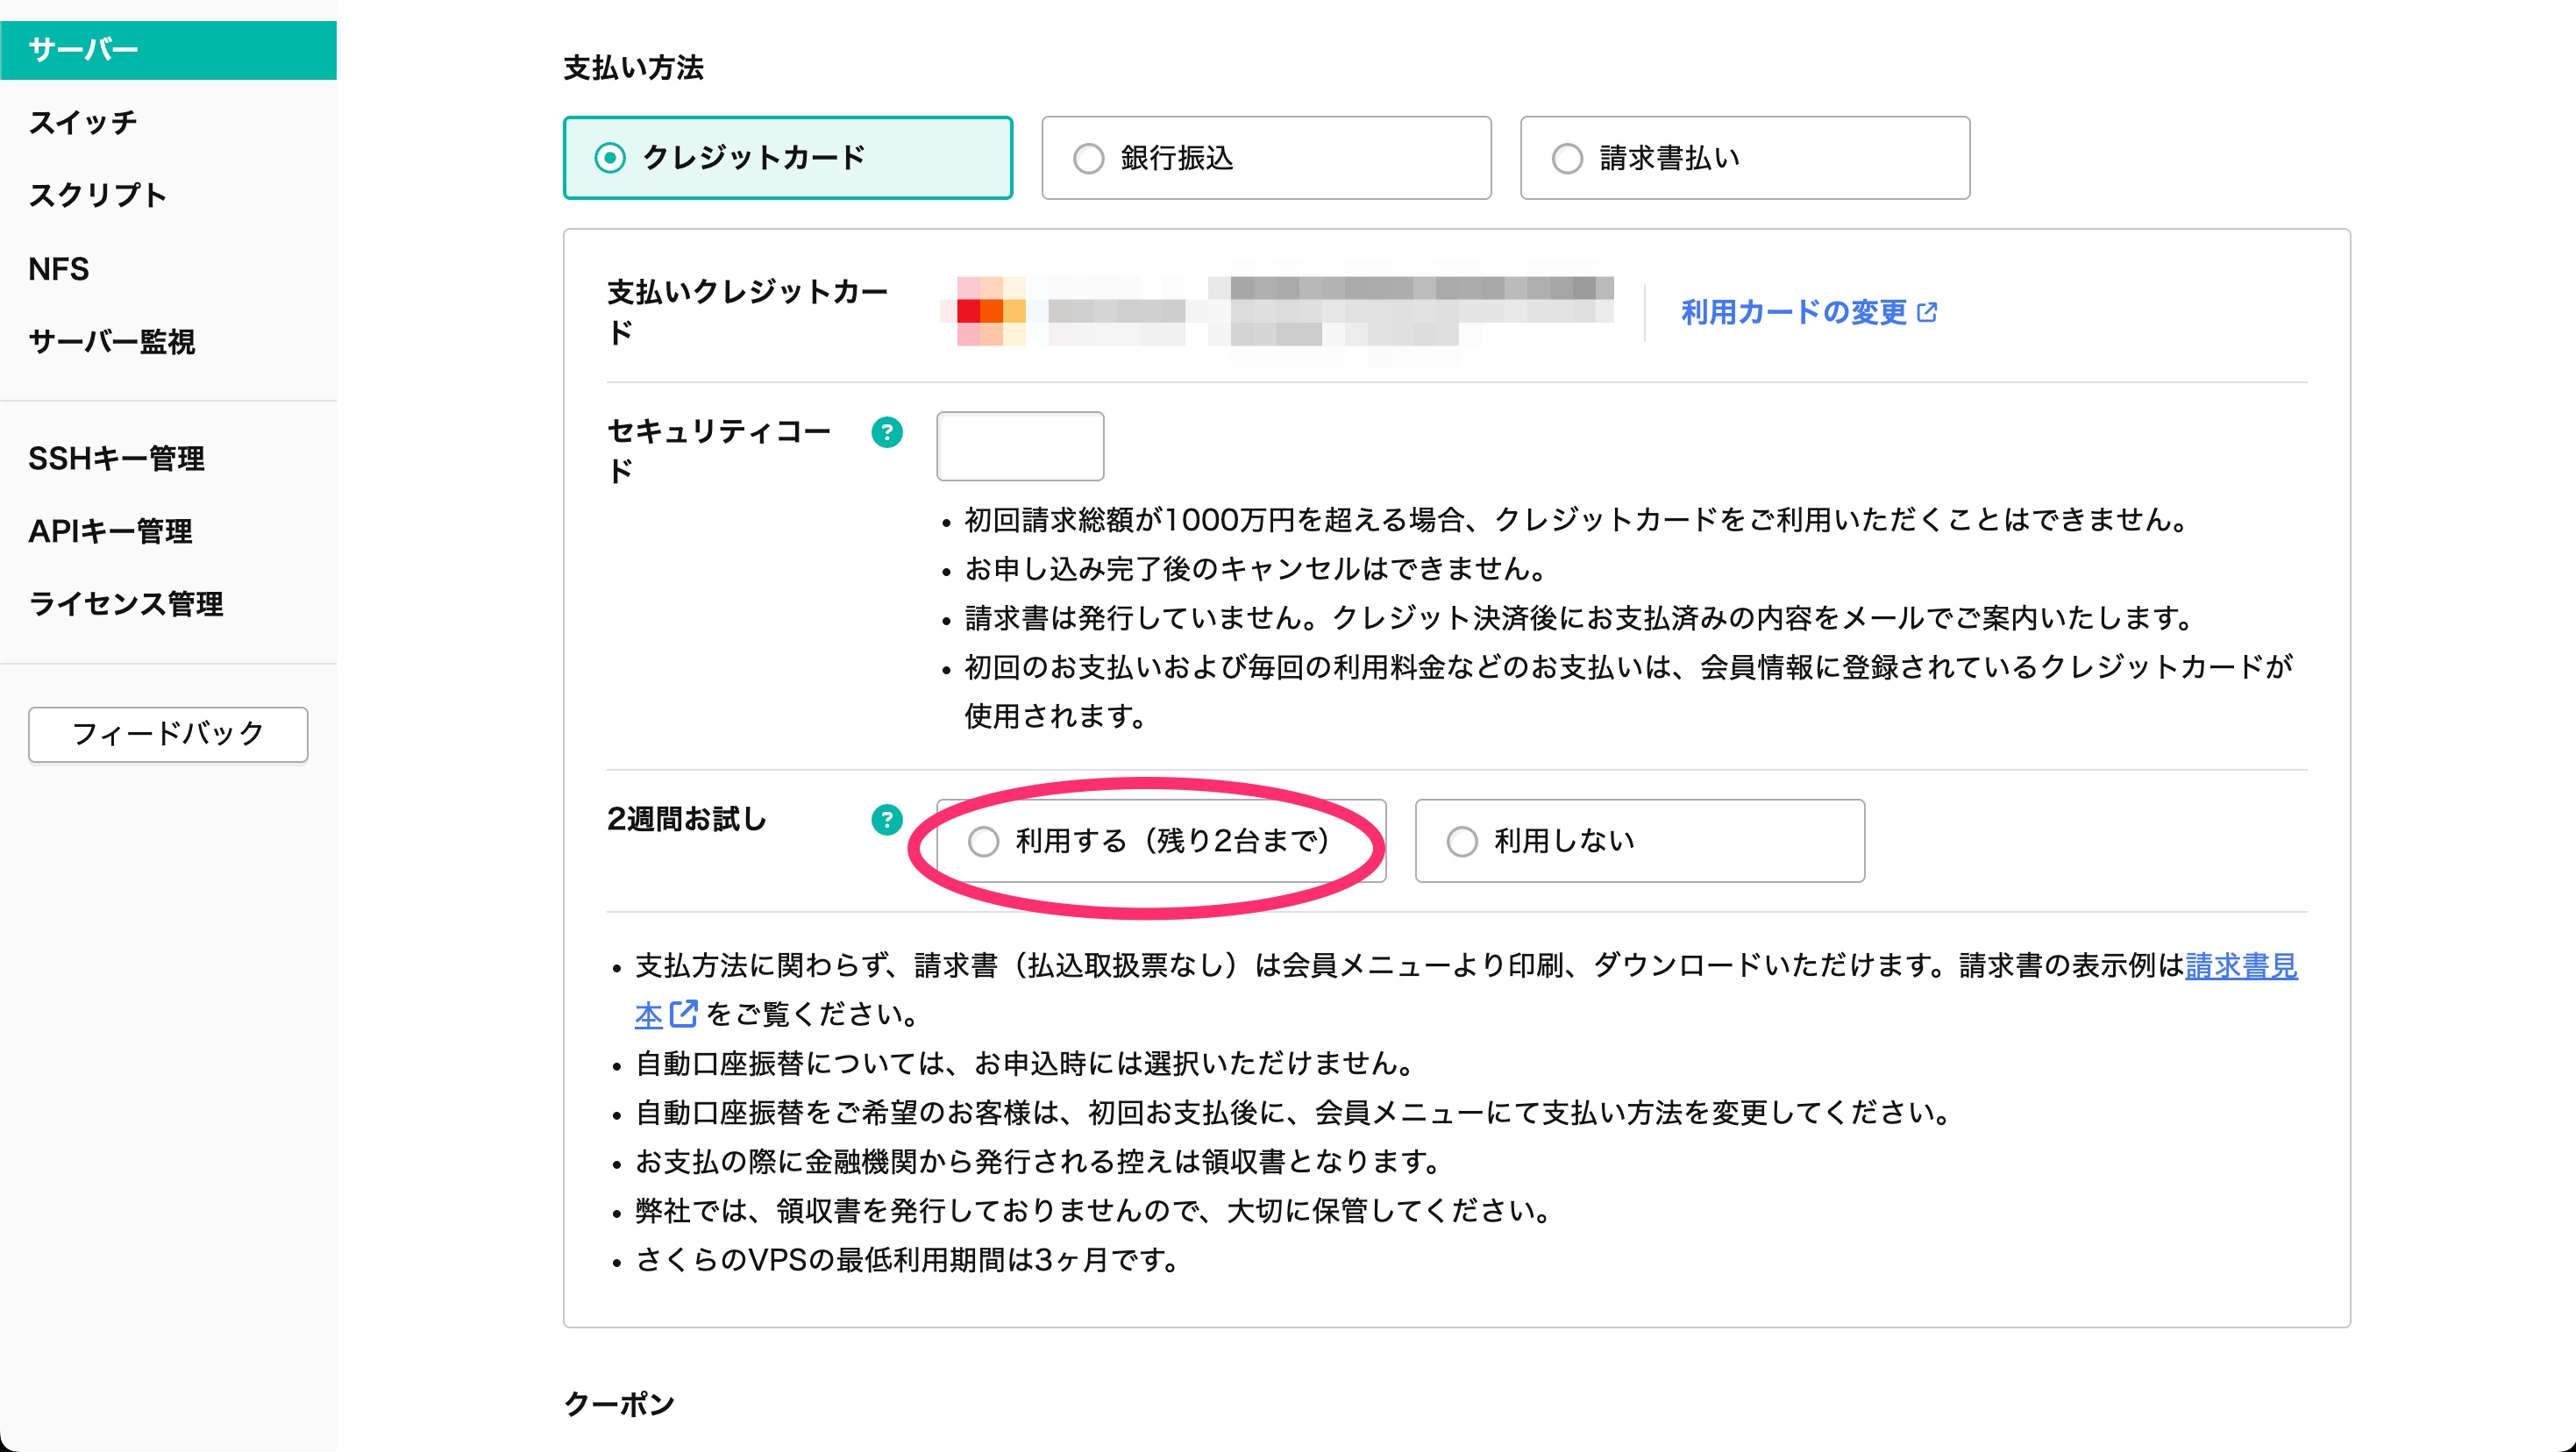 サーバー
スイッチ
スクリプト
NFS
サーバー監視
SSHキー管理
APIキー管理
ライセンス管理
フィードバック
支払い方法
クレジットカード
銀行振込
請求書払い
支払いクレジットカー
ド
利用カードの変更
セキュリティコー
ド
?
・初回請求総額が1000万円を超える場合、クレジットカードをご利用いただくことはできません。
・お申し込み完了後のキャンセルはできません。
・請求書は発行していません。クレジット決済後にお支払済みの内容をメールでご案内いたします。
・初回のお支払いおよび毎回の利用料金などのお支払いは、会員情報に登録されているクレジットカードが
使用されます。
2週間お試し
?
利用する（残り2台まで）
利用しない
・支払方法に関わらず、請求書（払込取扱票なし）は会員メニューより印刷、ダウンロードいただけます。請求書の表示例は請求書見
本 をご覧ください。
・自動口座振替については、お申込時には選択いただけません。
・自動口座振替をご希望のお客様は、初回お支払後に、会員メニューにて支払い方法を変更してください。
・お支払の際に金融機関から発行される控えは領収書となります。
・弊社では、領収書を発行しておりませんので、大切に保管してください。
・さくらのVPSの最低利用期間は3ヶ月です。
クーポン